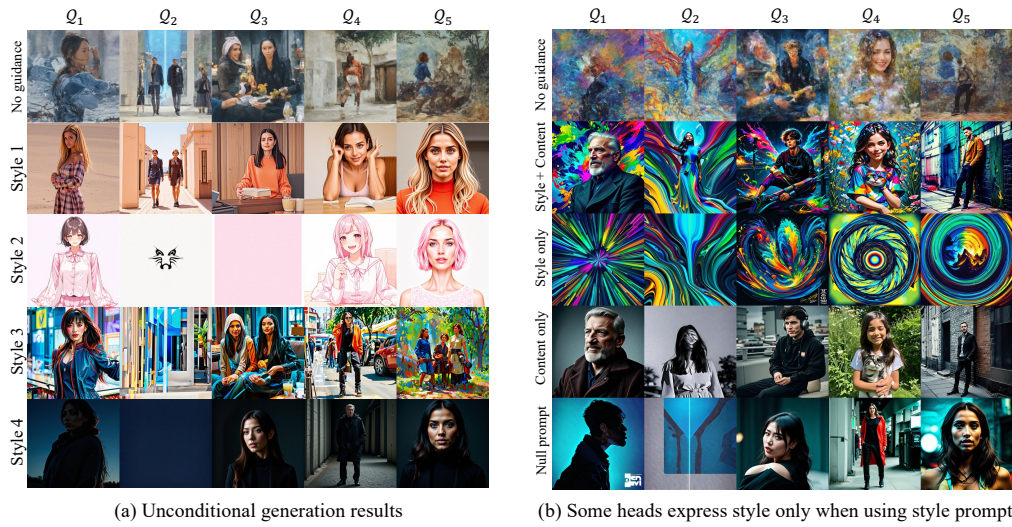 Q₁ Q₂ Q₃ Q₄ Q₅
No guidance
Style 1
Style 2
Style 3
Style 4
(a) Unconditional generation results
Q₁ Q₂ Q₃ Q₄ Q₅
No guidance
Style + Content
Style only
Content only
Null prompt
(b) Some heads express style only when using style prompt